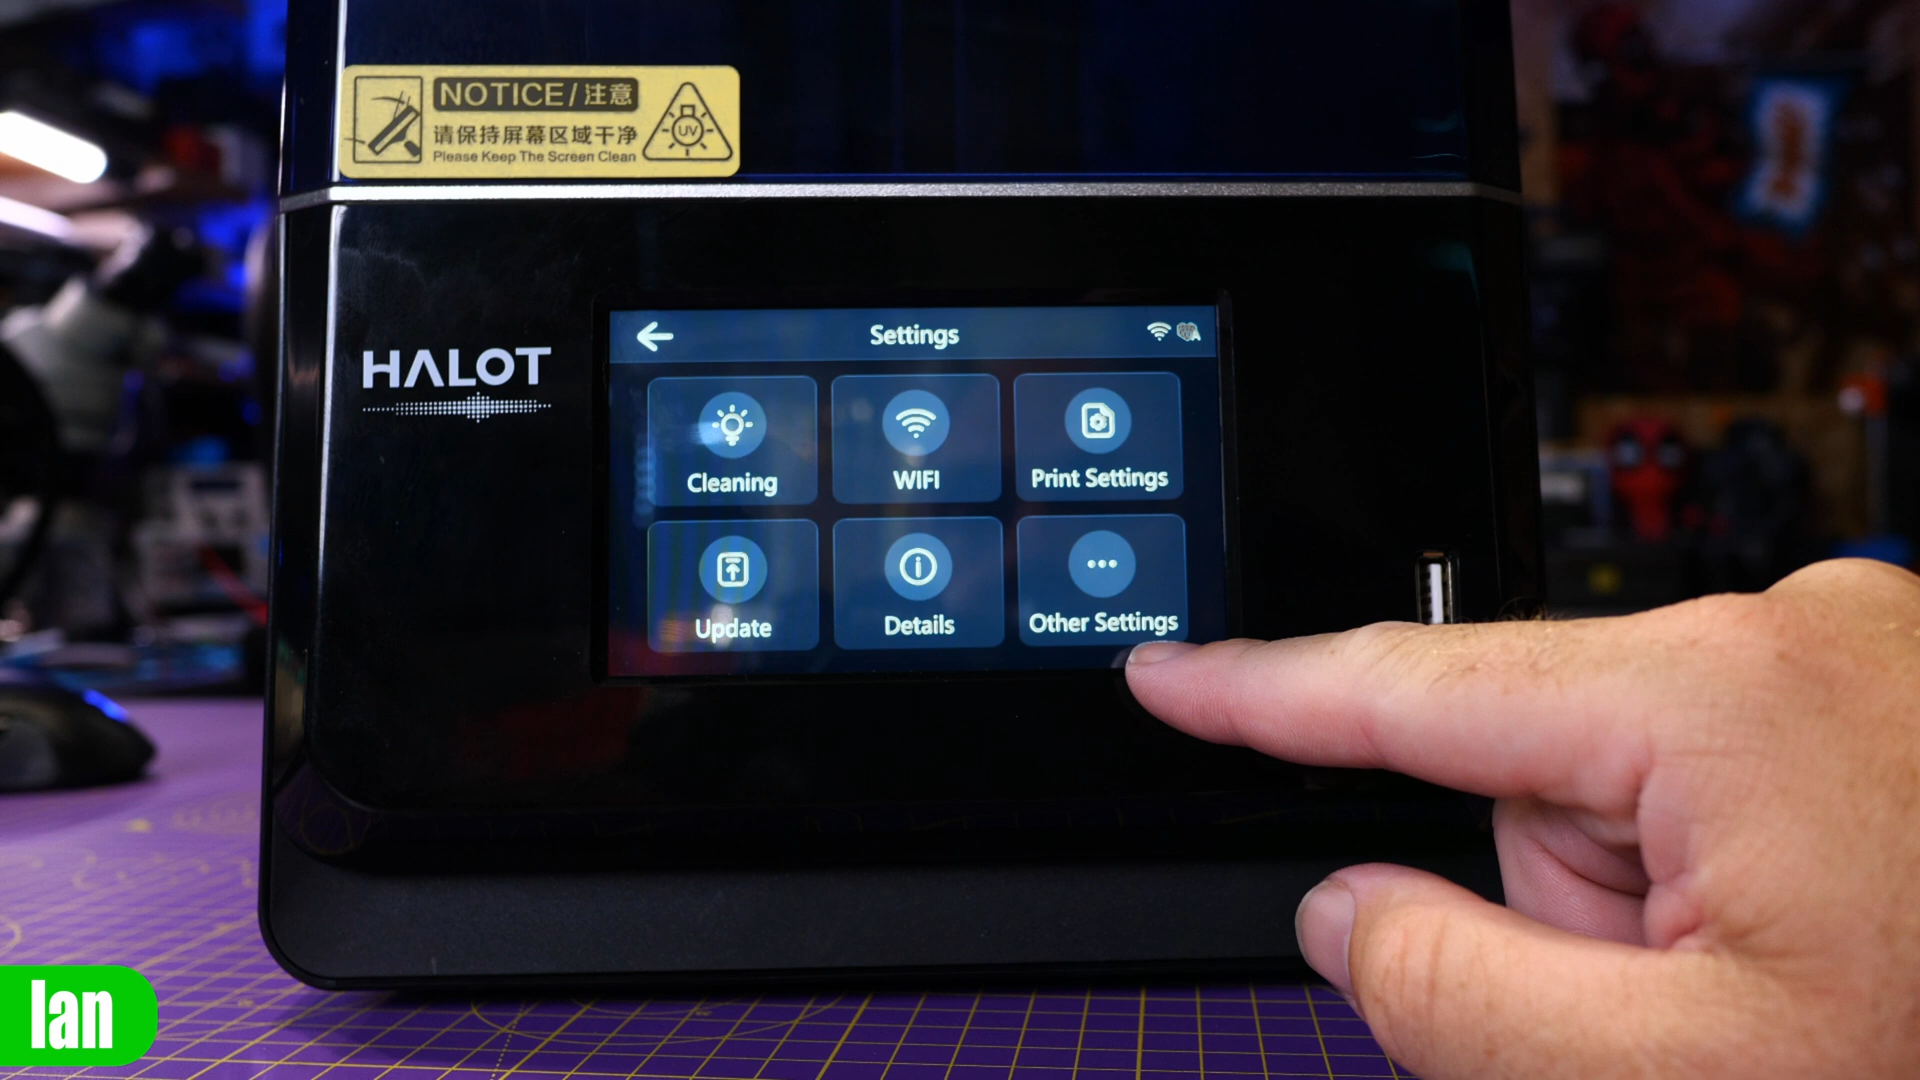 NOTICE/注意
请保持屏幕区域干净
Please Keep The Screen Clean
UV
HALOT
Settings
Cleaning
WIFI
Print Settings
Update
Details
Other Settings
Ian